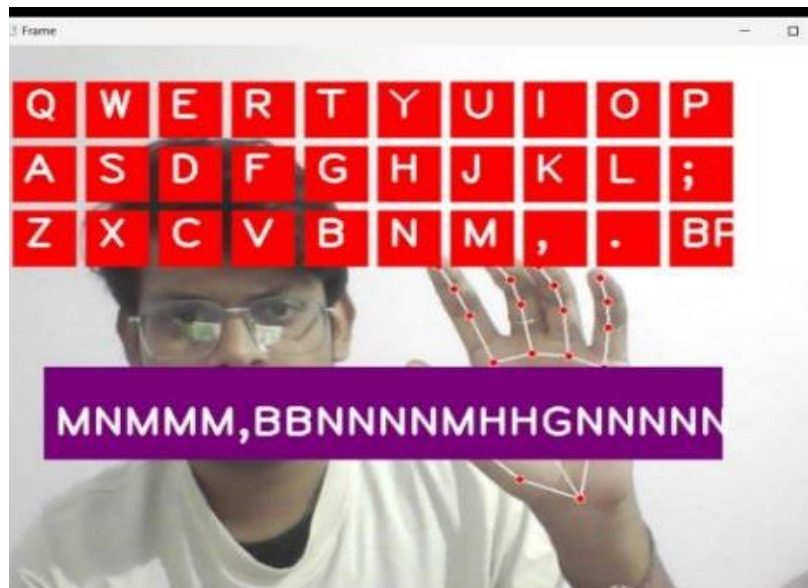 Frame
Q W E R T Y U I O P
A S D F G H J K L ;
Z X C V B N M , . BP
MNMMM,BBNNNNMHHGNNNNN